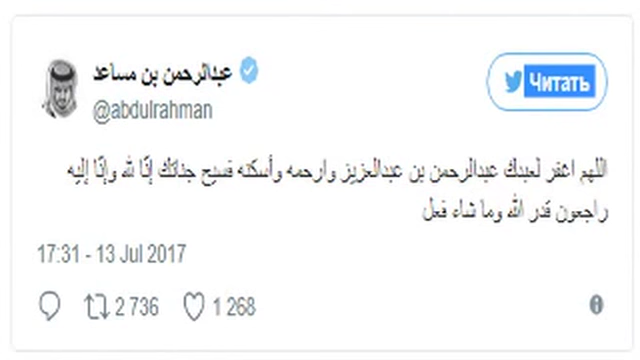 عبدالرحمن بن مساعد
@abdulrahman
Читать
اللهم اغفر لعبدك عبدالرحمن بن عبدالعزيز وارحمه وأسكنه فسيح جناتك إنّا لله وإنّا إليه
راجعون قدر الله وما شاء فعل
17:31 - 13 Jul 2017
2 736
1 268